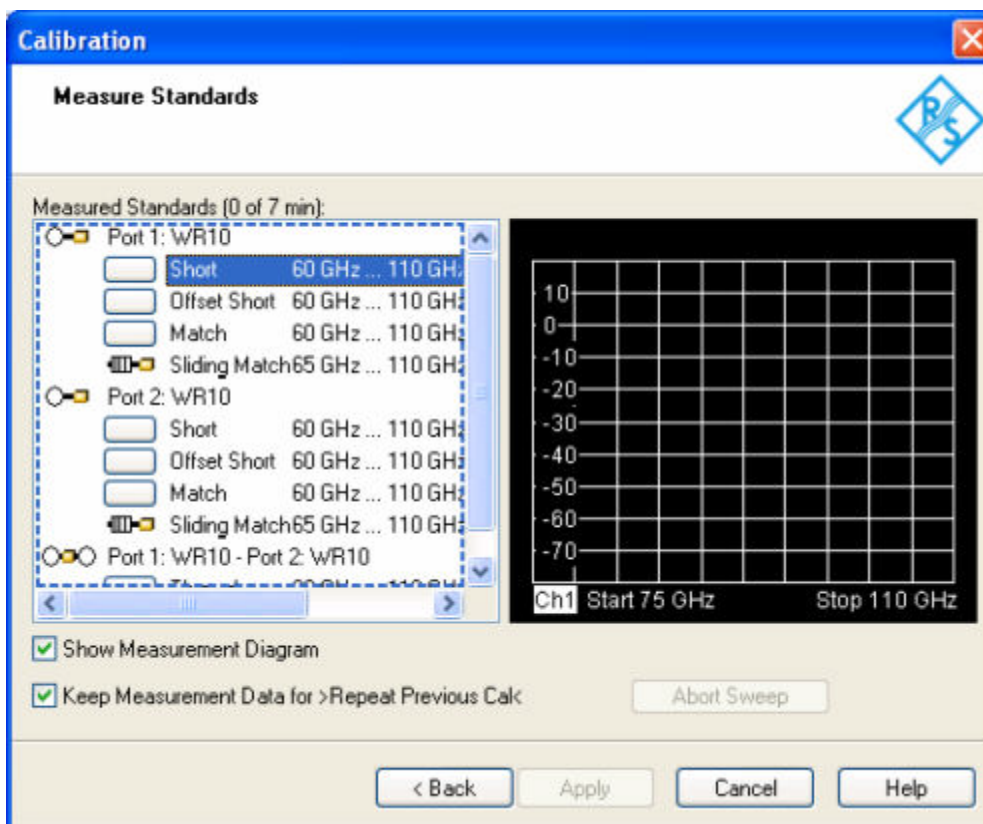 Calibration
Measure Standards
R S
Measured Standards (0 of 7 min):
Port 1: WR10
Short 60 GHz ... 110 GHz
Offset Short 60 GHz ... 110 GHz
Match 60 GHz ... 110 GHz
Sliding Match 65 GHz ... 110 GHz
Port 2: WR10
Short 60 GHz ... 110 GHz
Offset Short 60 GHz ... 110 GHz
Match 60 GHz ... 110 GHz
Sliding Match 65 GHz ... 110 GHz
Port 1: WR10 - Port 2: WR10
10
0
-10
-20
-30
-40
-50
-60
-70
Ch1 Start 75 GHz Stop 110 GHz
Show Measurement Diagram
Keep Measurement Data for >Repeat Previous Cal<
Abort Sweep
< Back Apply Cancel Help